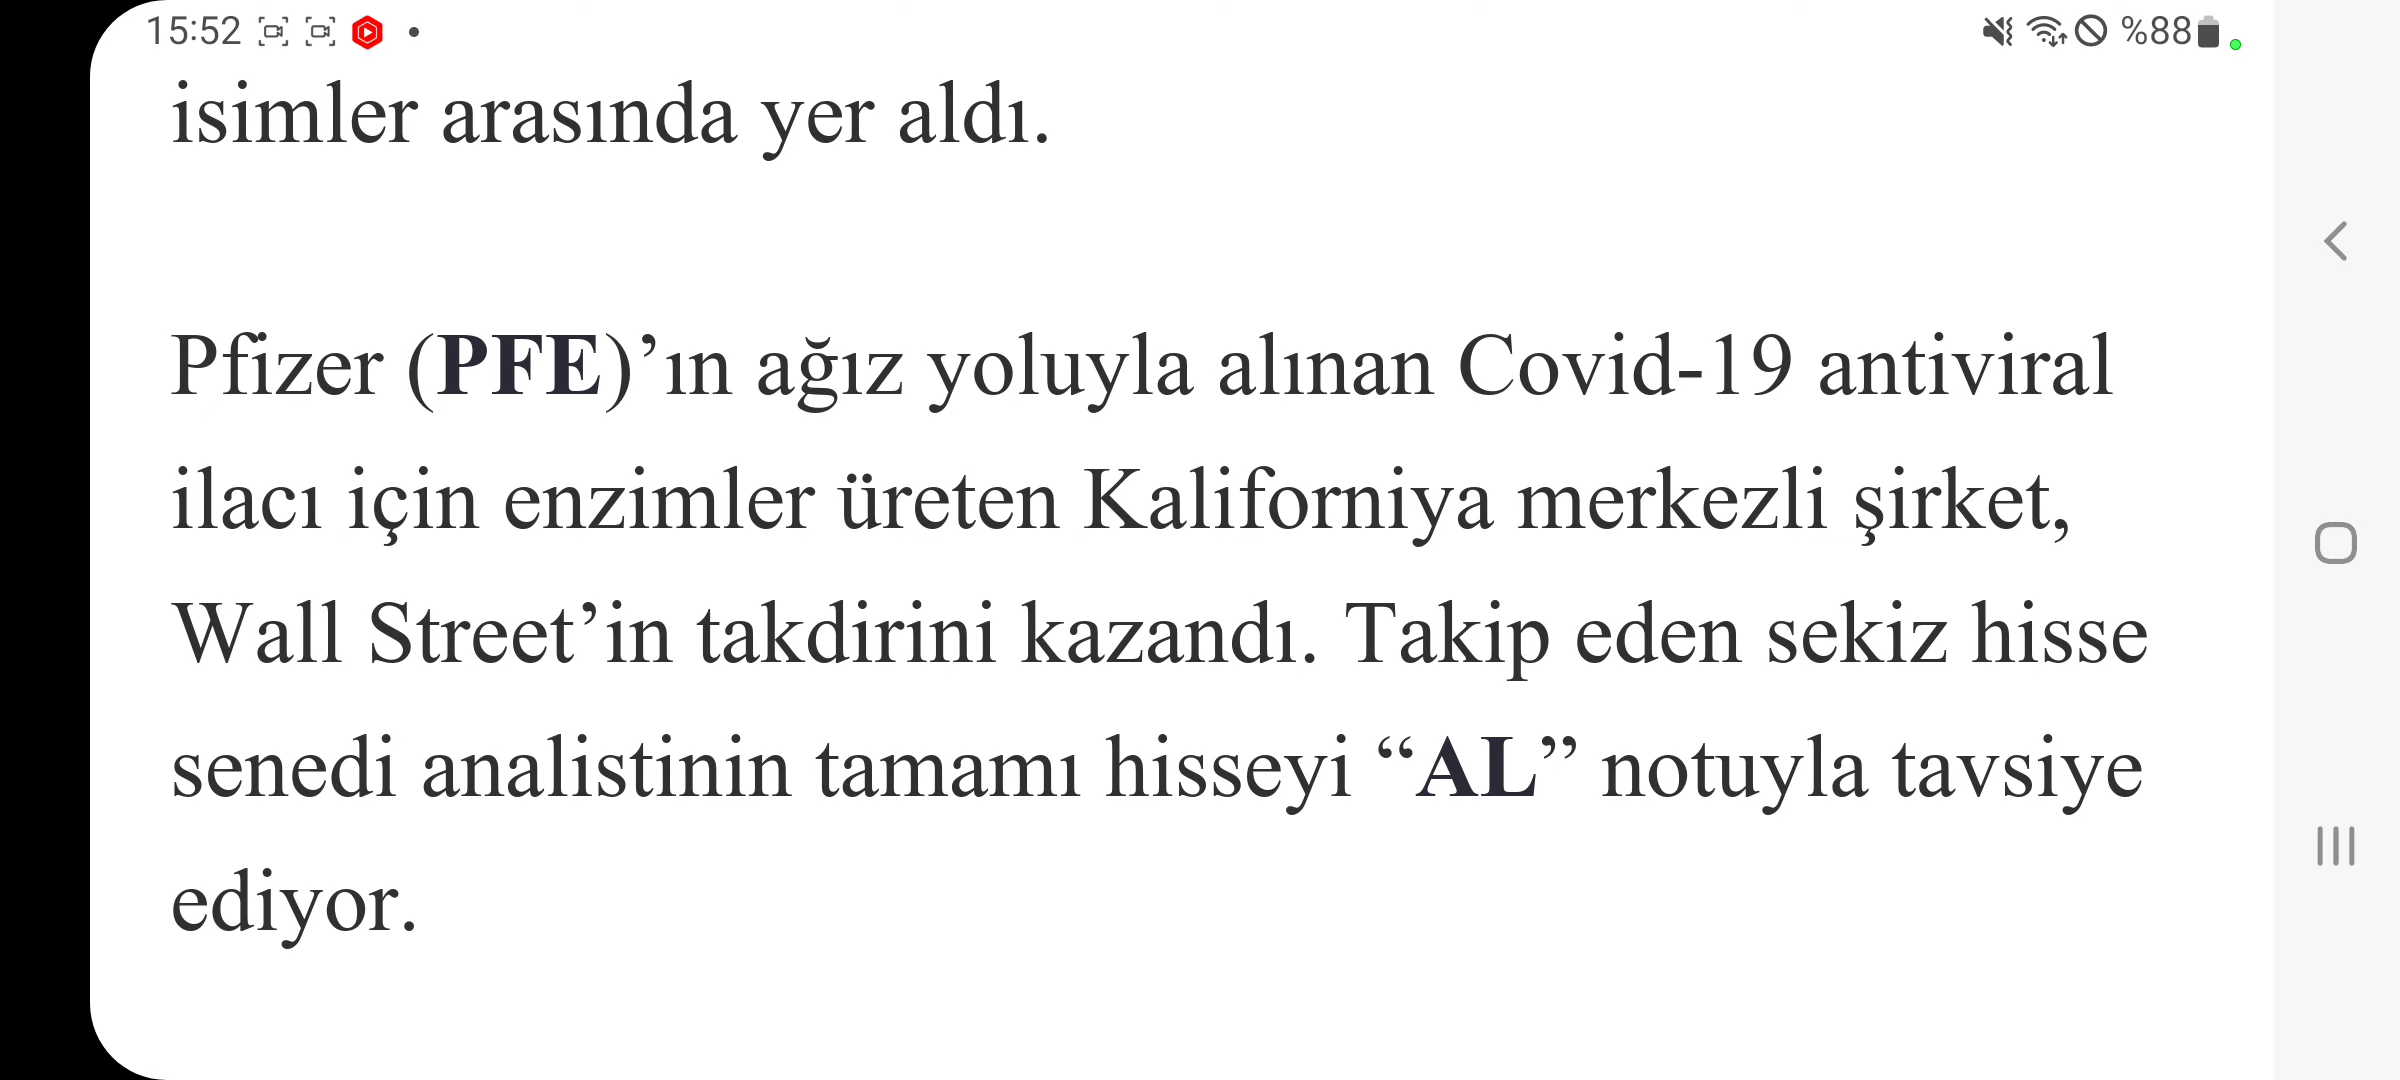 15:52 %88
isimler arasında yer aldı.
Pfizer (PFE)’ın ağız yoluyla alınan Covid-19 antiviral
ilacı için enzimler üreten Kaliforniya merkezli şirket,
Wall Street’in takdirini kazandı. Takip eden sekiz hisse
senedi analistinin tamamı hisseyi “AL” notuyla tavsiye
ediyor.